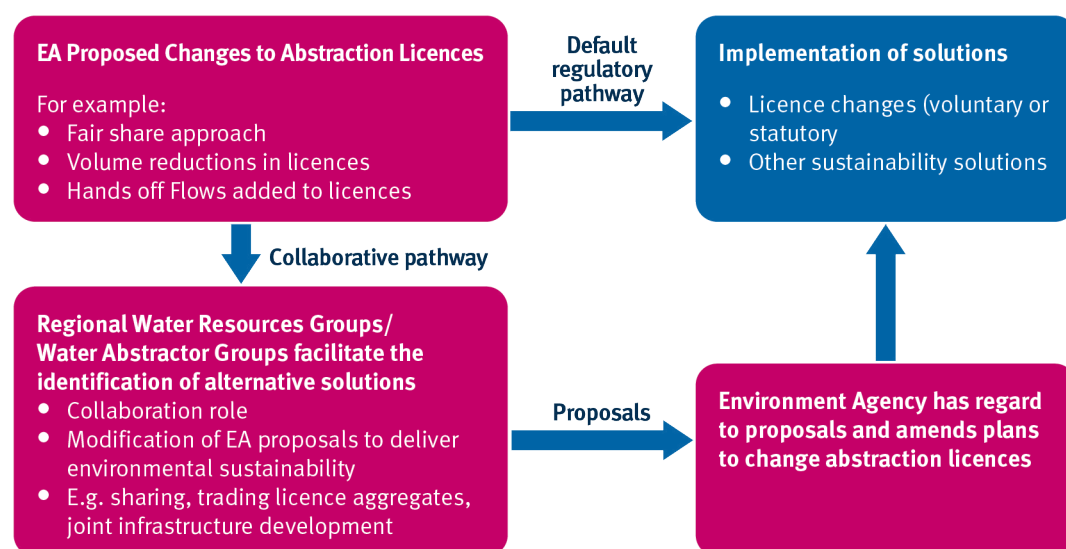 EA Proposed Changes to Abstraction Licences
For example:
• Fair share approach
• Volume reductions in licences
• Hands off Flows added to licences
Default
regulatory
pathway
Implementation of solutions
• Licence changes (voluntary or
statutory
• Other sustainability solutions
Collaborative pathway
Regional Water Resources Groups/
Water Abstractor Groups facilitate the
identification of alternative solutions
• Collaboration role
• Modification of EA proposals to deliver
environmental sustainability
• E.g. sharing, trading licence aggregates,
joint infrastructure development
Proposals
Environment Agency has regard
to proposals and amends plans
to change abstraction licences